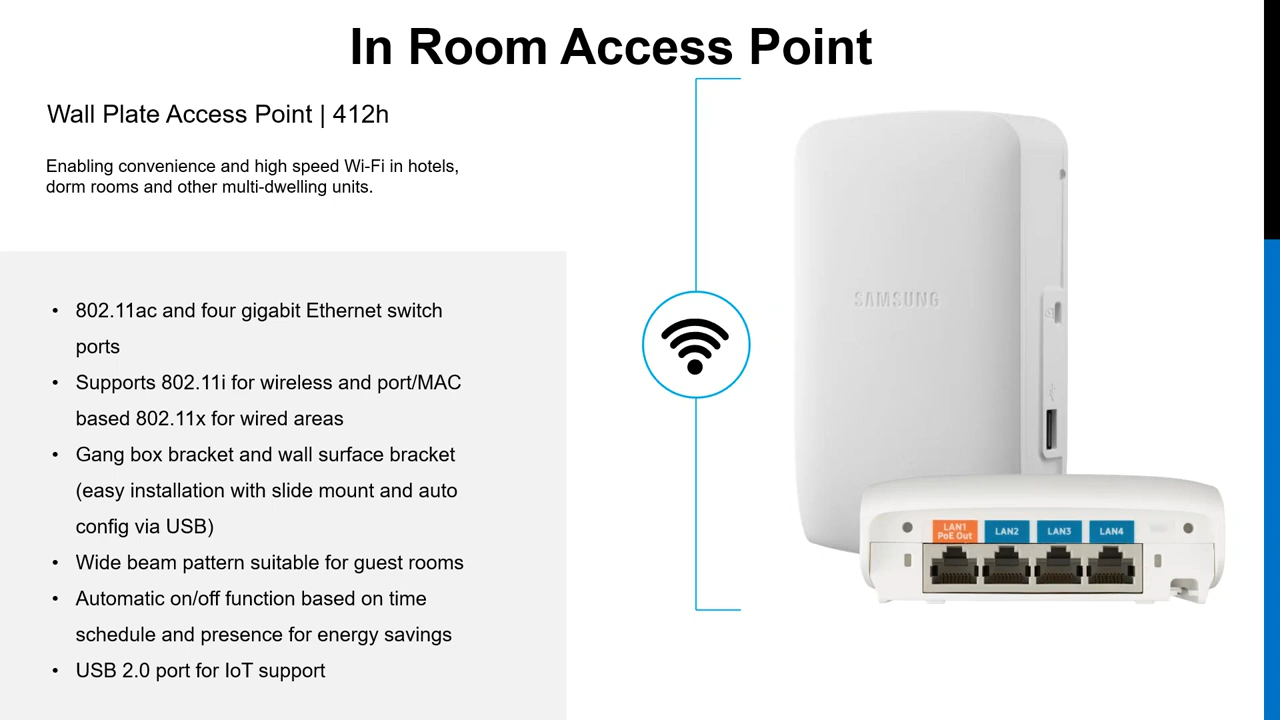 In Room Access Point
Wall Plate Access Point | 412h
Enabling convenience and high speed Wi-Fi in hotels,
dorm rooms and other multi-dwelling units.
• 802.11ac and four gigabit Ethernet switch
ports
• Supports 802.11i for wireless and port/MAC
based 802.11x for wired areas
• Gang box bracket and wall surface bracket
(easy installation with slide mount and auto
config via USB)
• Wide beam pattern suitable for guest rooms
• Automatic on/off function based on time
schedule and presence for energy savings
• USB 2.0 port for IoT support
SAMSUNG
LAN1
PoE Out
LAN2
LAN3
LAN4